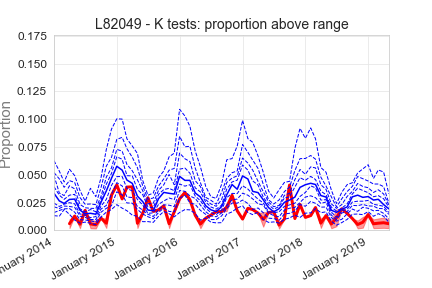 L82049 - K tests: proportion above range
Proportion
0.175
0.150
0.125
0.100
0.075
0.050
0.025
0.000
nuary 2014
January 2015
January 2016
January 2017
January 2018
January 2019